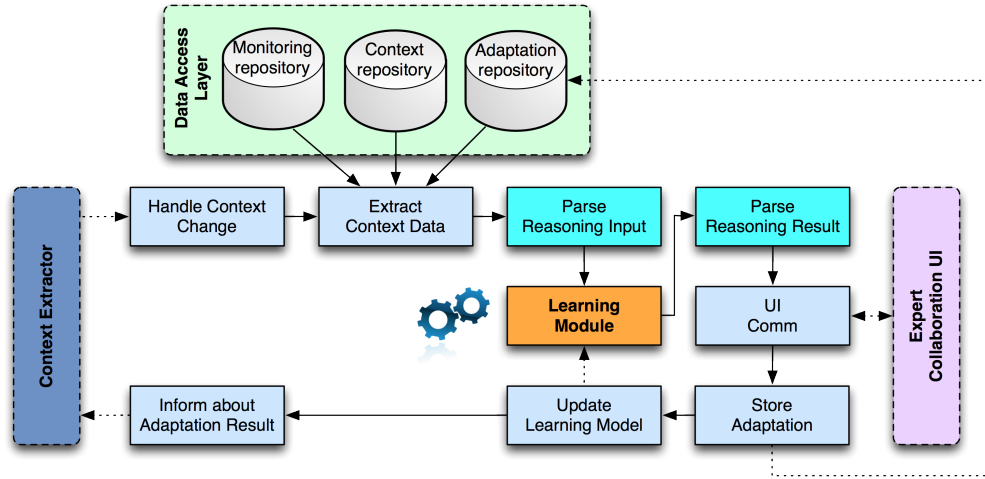 Data Access
Layer
Monitoring
repository
Context
repository
Adaptation
repository
Context Extractor
Handle Context
Change
Extract
Context Data
Parse
Reasoning Input
Parse
Reasoning Result
Learning
Module
UI
Comm
Expert
Collaboration UI
Inform about
Adaptation Result
Update
Learning Model
Store
Adaptation